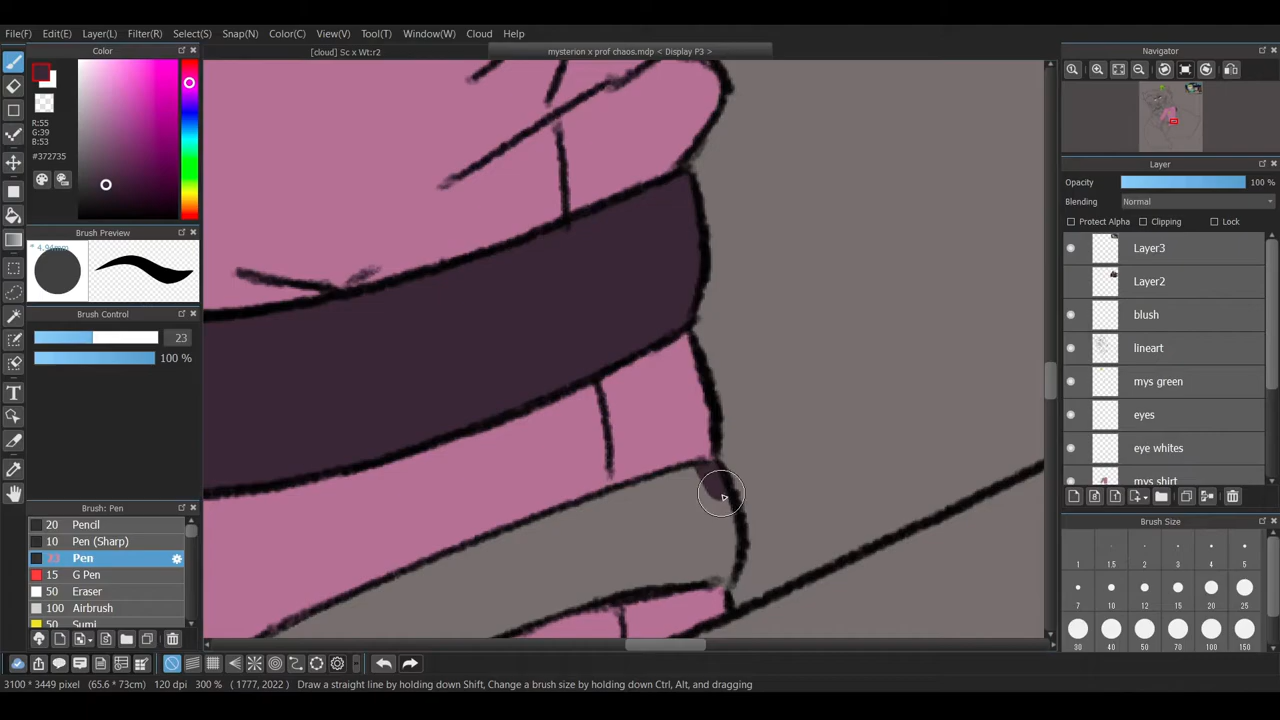 File(F) Edit(E) Layer(L) Filter(R) Select(S) Snap(N) Color(C) View(V) Tool(T) Window(W) Cloud Help
[cloud] Sc x Wt:r2
mysterion x prof chaos.mdp < Display P3 >
Color
R:55
G:39
B:53
#372735
Brush Preview
* 4.94mm
Brush Control
23
100 %
Brush: Pen
20 Pencil
10 Pen (Sharp)
23 Pen
15 G Pen
50 Eraser
100 Airbrush
50 Sumi
Navigator
Layer
Opacity 100 %
Blending Normal
Protect Alpha Clipping Lock
Layer3
Layer2
blush
lineart
mys green
eyes
eye whites
mys shirt
Brush Size
1 1.5 2 3 4 5
7 10 12 15 20 25
30 40 50 70 100 150
3100 * 3449 pixel (65.6 * 73cm) 120 dpi 300 % ( 1777, 2022 ) Draw a straight line by holding down Shift, Change a brush size by holding down Ctrl, Alt, and dragging